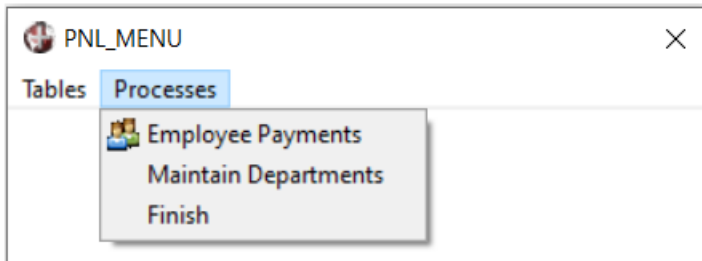 PNL_MENU
Tables Processes
Employee Payments
Maintain Departments
Finish